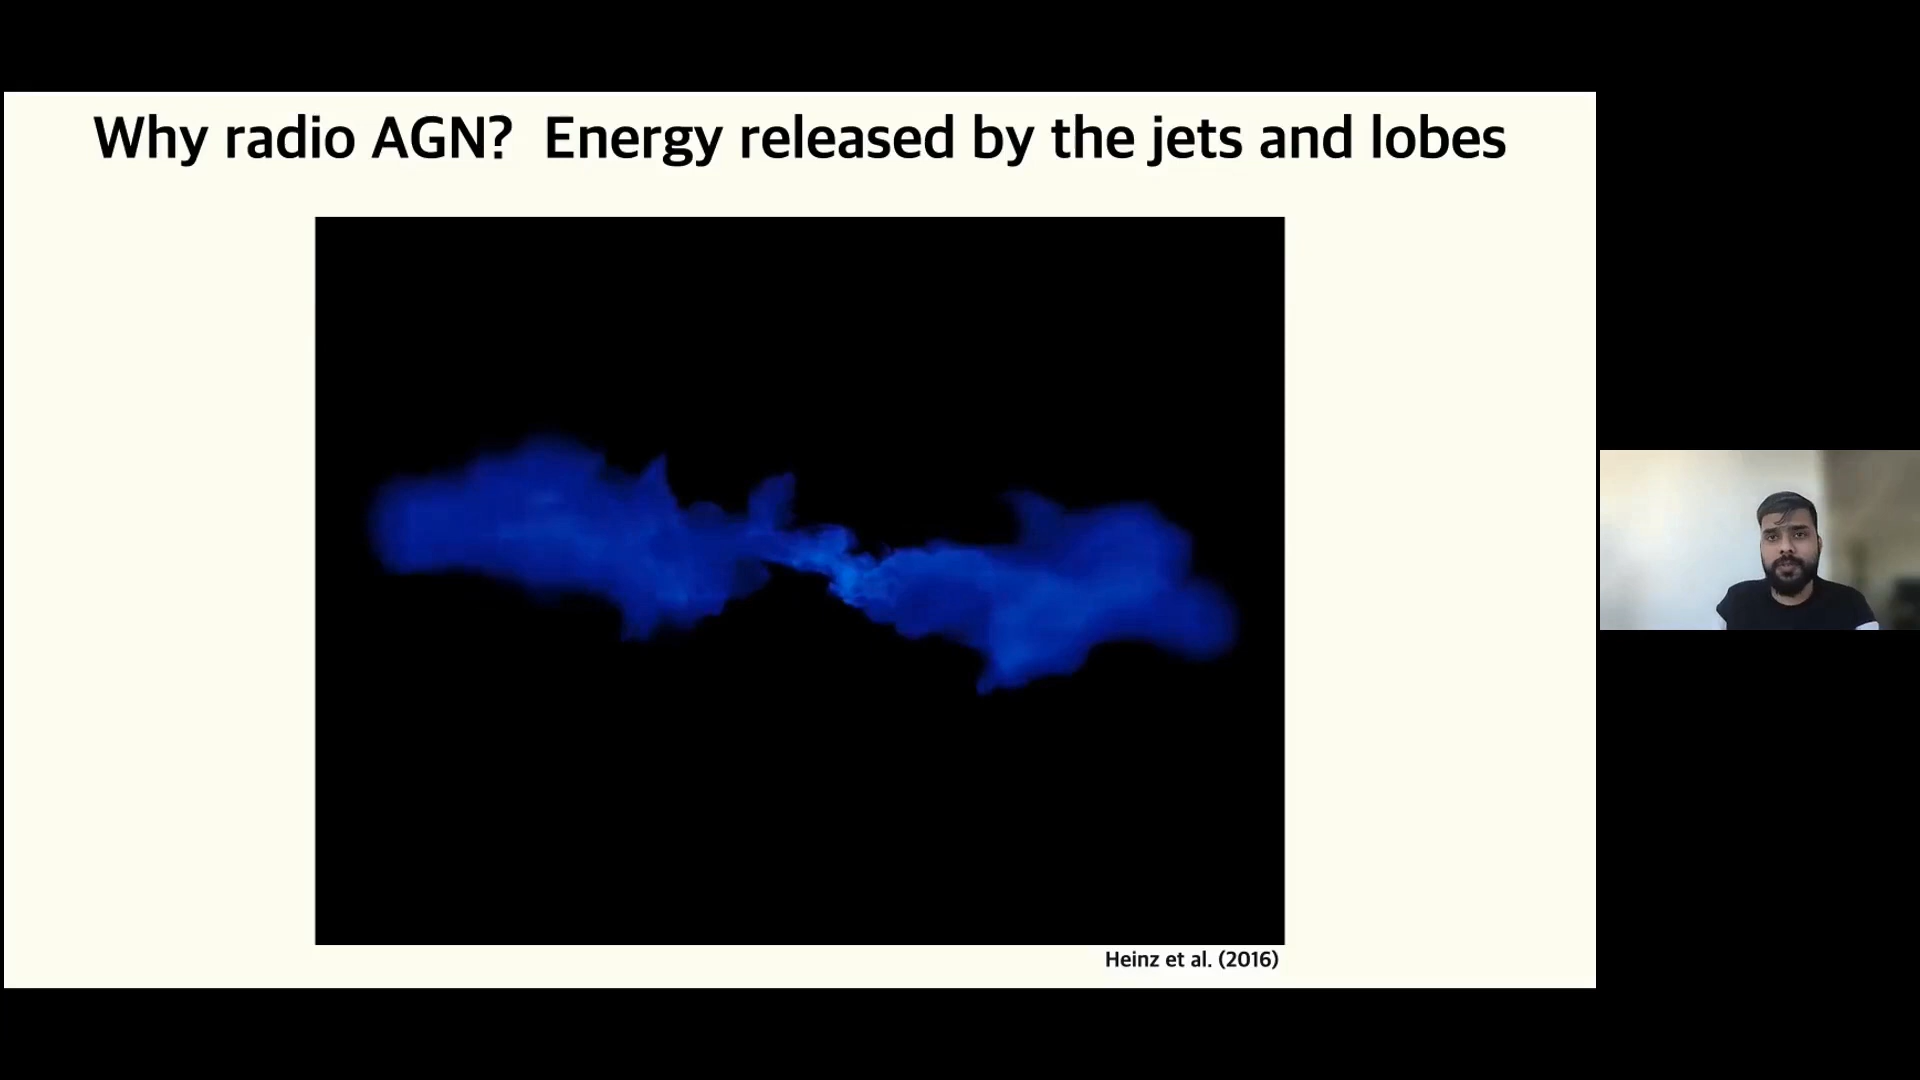 Why radio AGN? Energy released by the jets and lobes
Heinz et al. (2016)